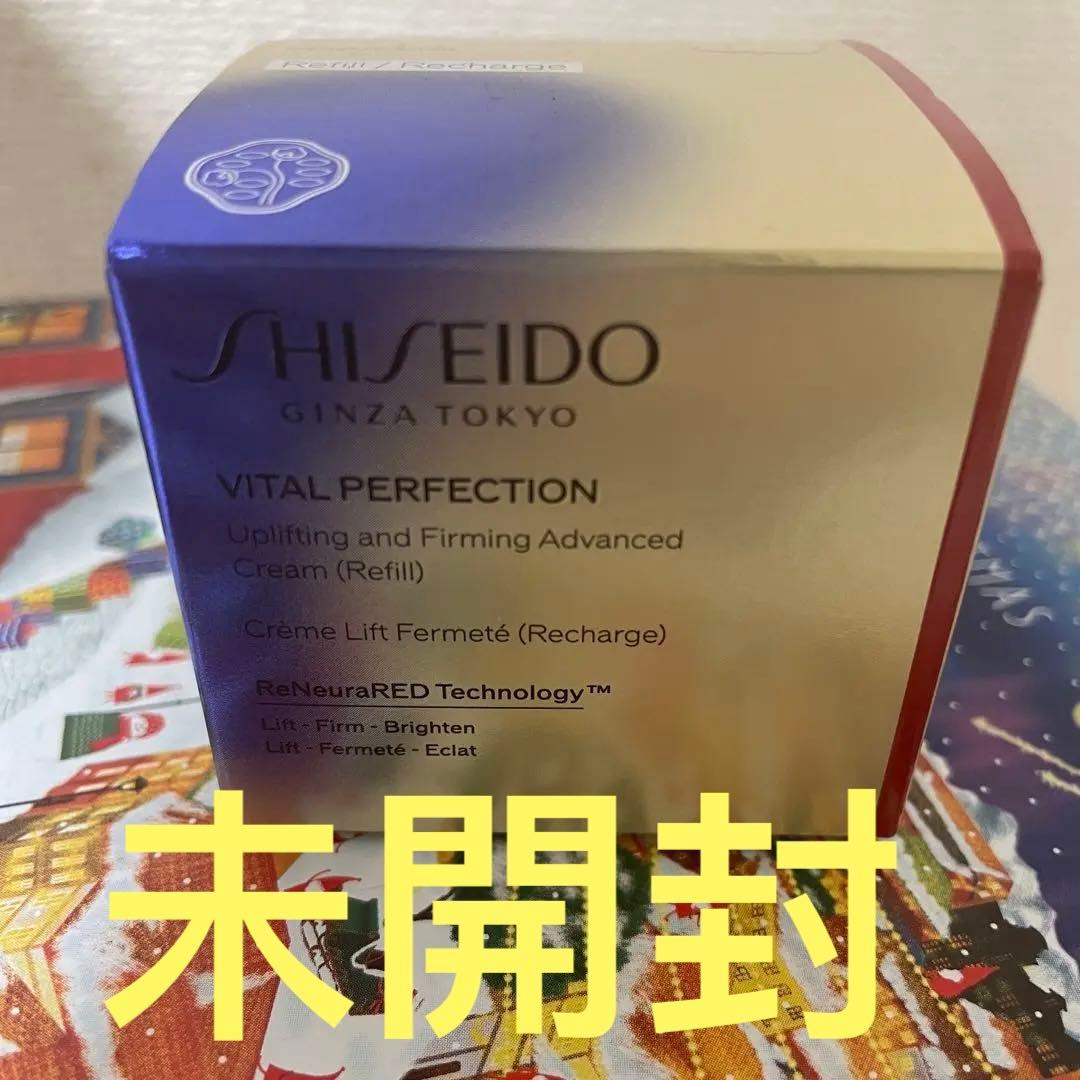 Refill / Recharge
SHISEIDO
GINZA TOKYO
VITAL PERFECTION
Uplifting and Firming Advanced
Cream (Refill)
Crème Lift Fermeté (Recharge)
ReNeuraRED Technology™
Lift - Firm - Brighten
Lift - Fermeté - Eclat
MAS
未開封